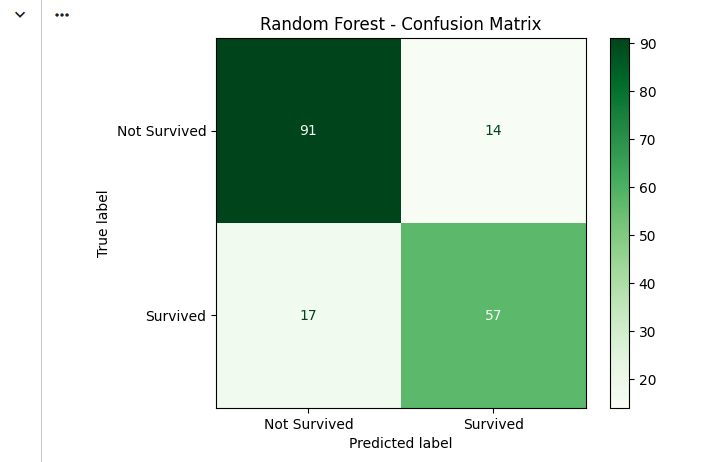 Random Forest - Confusion Matrix
90
91
14
Not Survived
80
70
True label
60
50
40
Survived
17
57
30
20
Not Survived
Survived
Predicted label